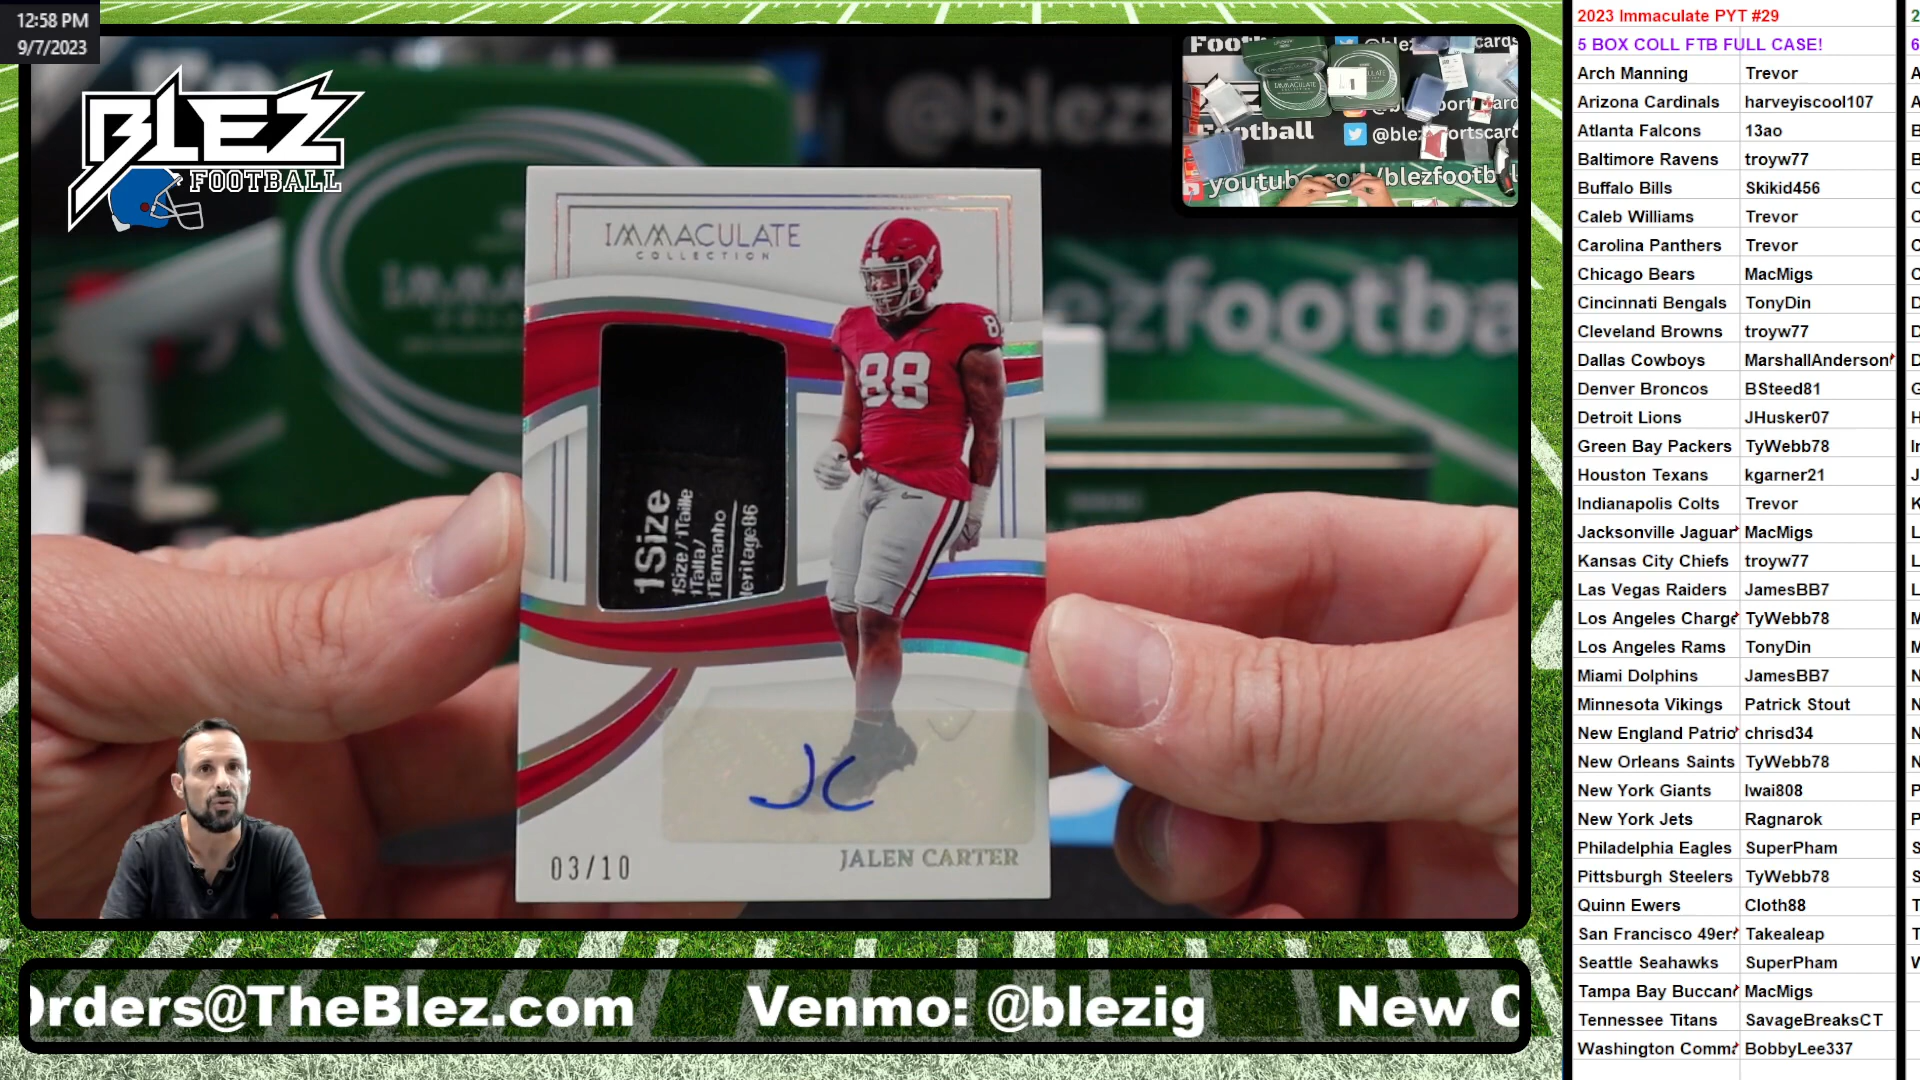 12:58 PM
9/7/2023
BLEZ
FOOTBALL
IMMACULATE
COLLECTION
88
1Size
1Size / 1Taille
1Talla /
1Tamanho
Heritage86
JC
03/10
JALEN CARTER
@blezs
ezfootba
Football
@blez
youtube.com/blezfootb
Orders@TheBlez.com Venmo: @blezig New C
2023 Immaculate PYT #29
5 BOX COLL FTB FULL CASE!
Arch Manning Trevor
Arizona Cardinals harveyiscool107
Atlanta Falcons 13ao
Baltimore Ravens troyw77
Buffalo Bills Skikid456
Caleb Williams Trevor
Carolina Panthers Trevor
Chicago Bears MacMigs
Cincinnati Bengals TonyDin
Cleveland Browns troyw77
Dallas Cowboys MarshallAnderson
Denver Broncos BSteed81
Detroit Lions JHusker07
Green Bay Packers TyWebb78
Houston Texans kgarner21
Indianapolis Colts Trevor
Jacksonville Jaguar MacMigs
Kansas City Chiefs troyw77
Las Vegas Raiders JamesBB7
Los Angeles Charge TyWebb78
Los Angeles Rams TonyDin
Miami Dolphins JamesBB7
Minnesota Vikings Patrick Stout
New England Patrio chrisd34
New Orleans Saints TyWebb78
New York Giants lwai808
New York Jets Ragnarok
Philadelphia Eagles SuperPham
Pittsburgh Steelers TyWebb78
Quinn Ewers Cloth88
San Francisco 49er Takealeap
Seattle Seahawks SuperPham
Tampa Bay Buccan MacMigs
Tennessee Titans SavageBreaksCT
Washington Comma BobbyLee337